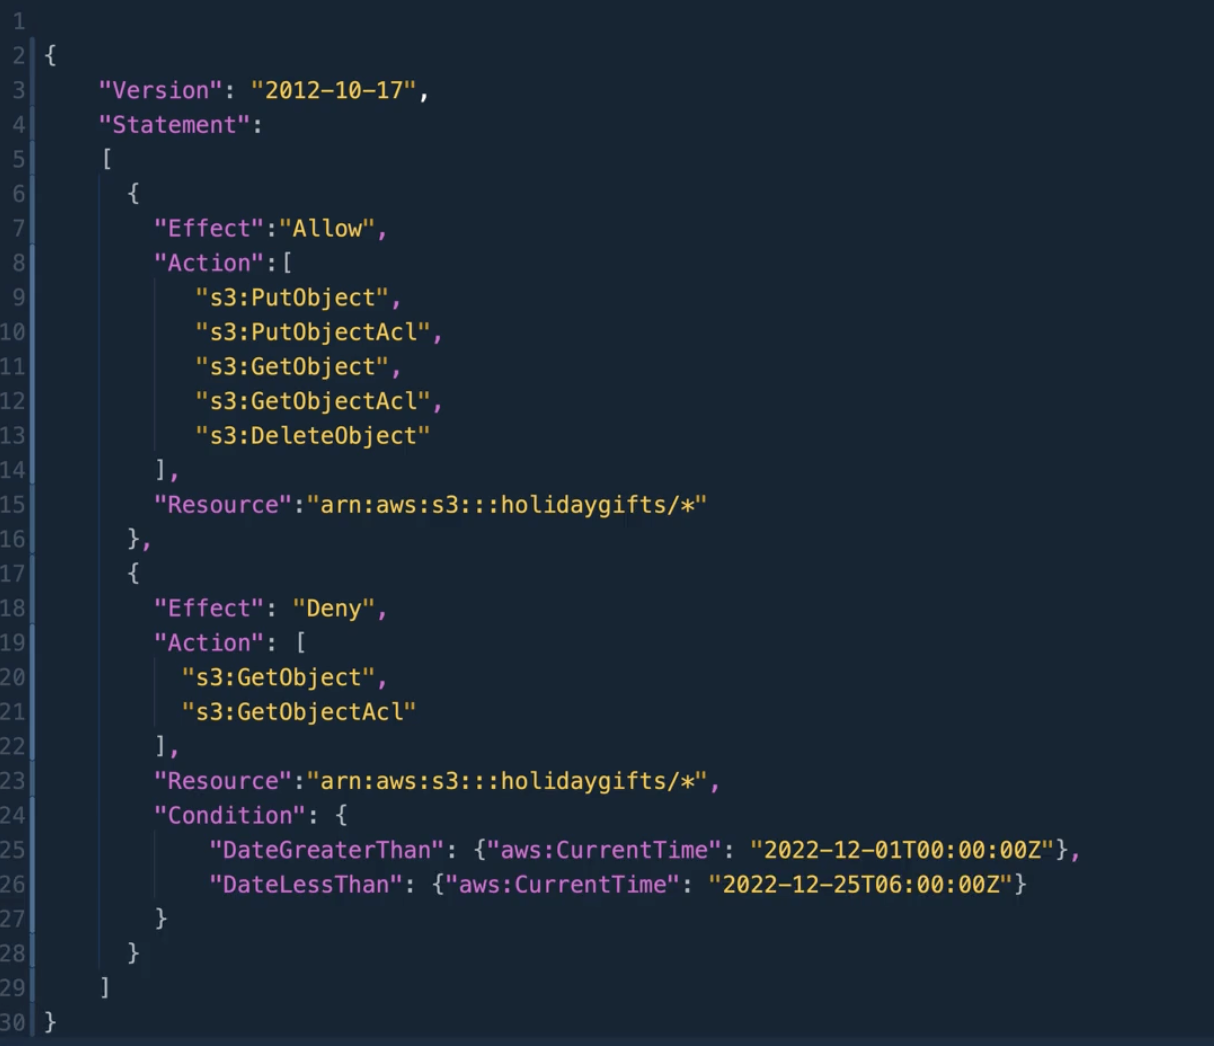 1
2 {
3     "Version": "2012-10-17",
4     "Statement":
5     [
6       {
7         "Effect":"Allow",
8         "Action":[
9            "s3:PutObject",
10            "s3:PutObjectAcl",
11            "s3:GetObject",
12            "s3:GetObjectAcl",
13            "s3:DeleteObject"
14         ],
15         "Resource":"arn:aws:s3:::holidaygifts/*"
16       },
17       {
18         "Effect": "Deny",
19         "Action": [
20           "s3:GetObject",
21           "s3:GetObjectAcl"
22         ],
23         "Resource":"arn:aws:s3:::holidaygifts/*",
24         "Condition": {
25             "DateGreaterThan": {"aws:CurrentTime": "2022-12-01T00:00:00Z"},
26             "DateLessThan": {"aws:CurrentTime": "2022-12-25T06:00:00Z"}
27         }
28       }
29     ]
30 }